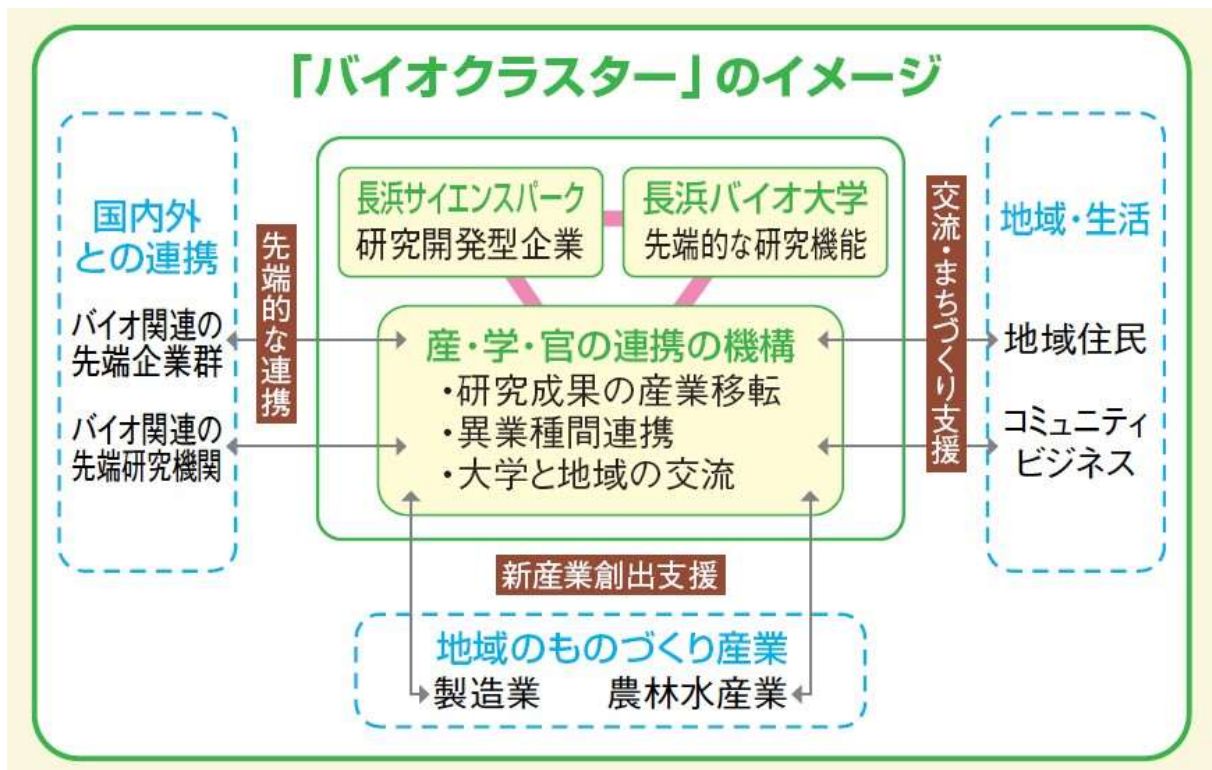 「バイオクラスター」のイメージ
国内外
との連携
バイオ関連の
先端企業群
バイオ関連の
先端研究機関
先端的な連携
長浜サイエンスパーク
研究開発型企業
長浜バイオ大学
先端的な研究機能
産・学・官の連携の機構
・研究成果の産業移転
・異業種間連携
・大学と地域の交流
交流・まちづくり支援
地域・生活
地域住民
コミュニティ
ビジネス
新産業創出支援
地域のものづくり産業
製造業　農林水産業